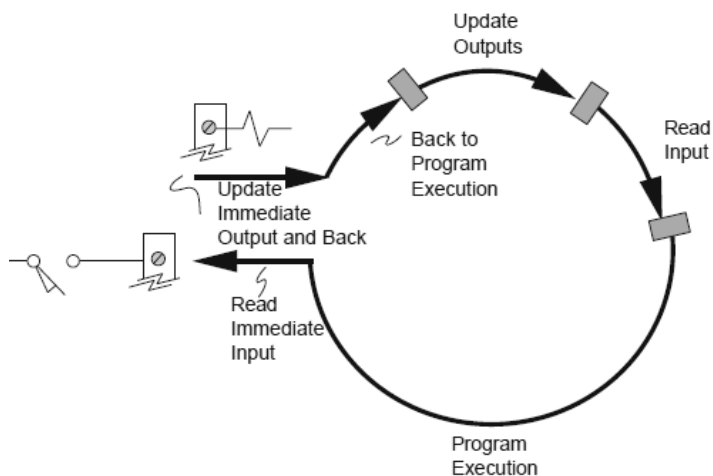 Update
Outputs
Read
Input
Back to
Program
Execution
Update
Immediate
Output and Back
Read
Immediate
Input
Program
Execution